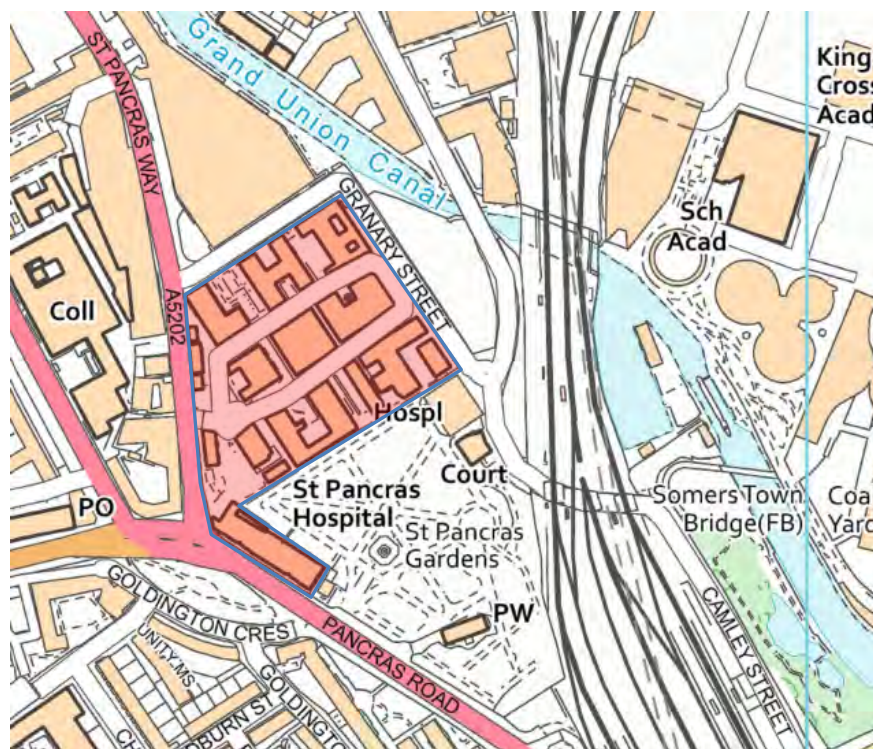 ST PANCRAS WAY
Grand Union Canal
King
Cross
Acad
GRANARY STREET
Sch
Acad
A5202
Coll
Hospl
Court
PO
St Pancras
Hospital
St Pancras
Gardens
Somers Town
Bridge(FB)
Coa
Yard
GOLDINGTON CRES
PW
PANCRAS ROAD
CAMLEY STREET
UNITY MS
GOLDINGTON
BURN ST
CH